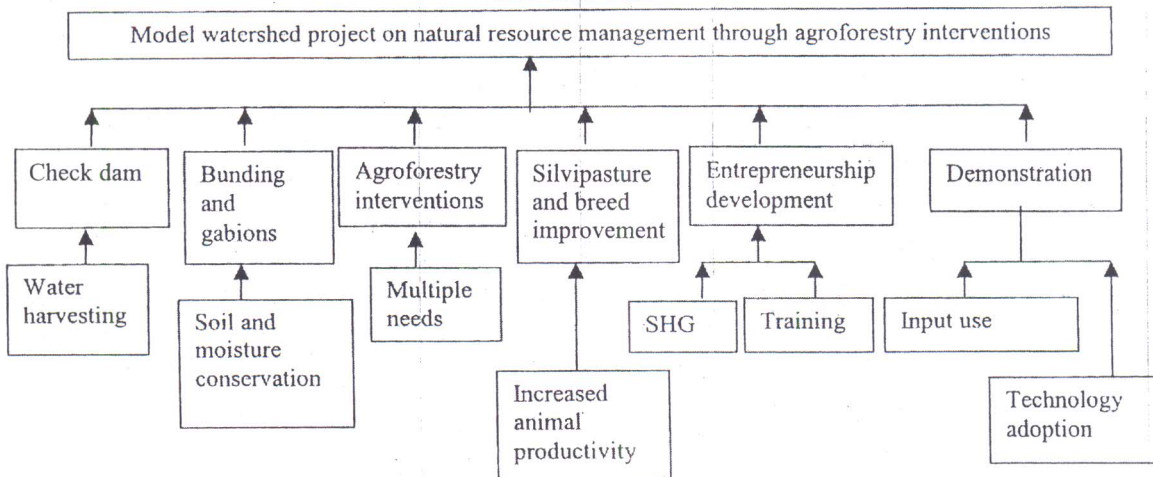 Model watershed project on natural resource management through agroforestry interventions
Check dam
Bunding
and
gabions
Agroforestry
interventions
Silvipasture
and breed
improvement
Entrepreneurship
development
Demonstration
Water
harvesting
Soil and
moisture
conservation
Multiple
needs
Increased
animal
productivity
SHG
Training
Input use
Technology
adoption